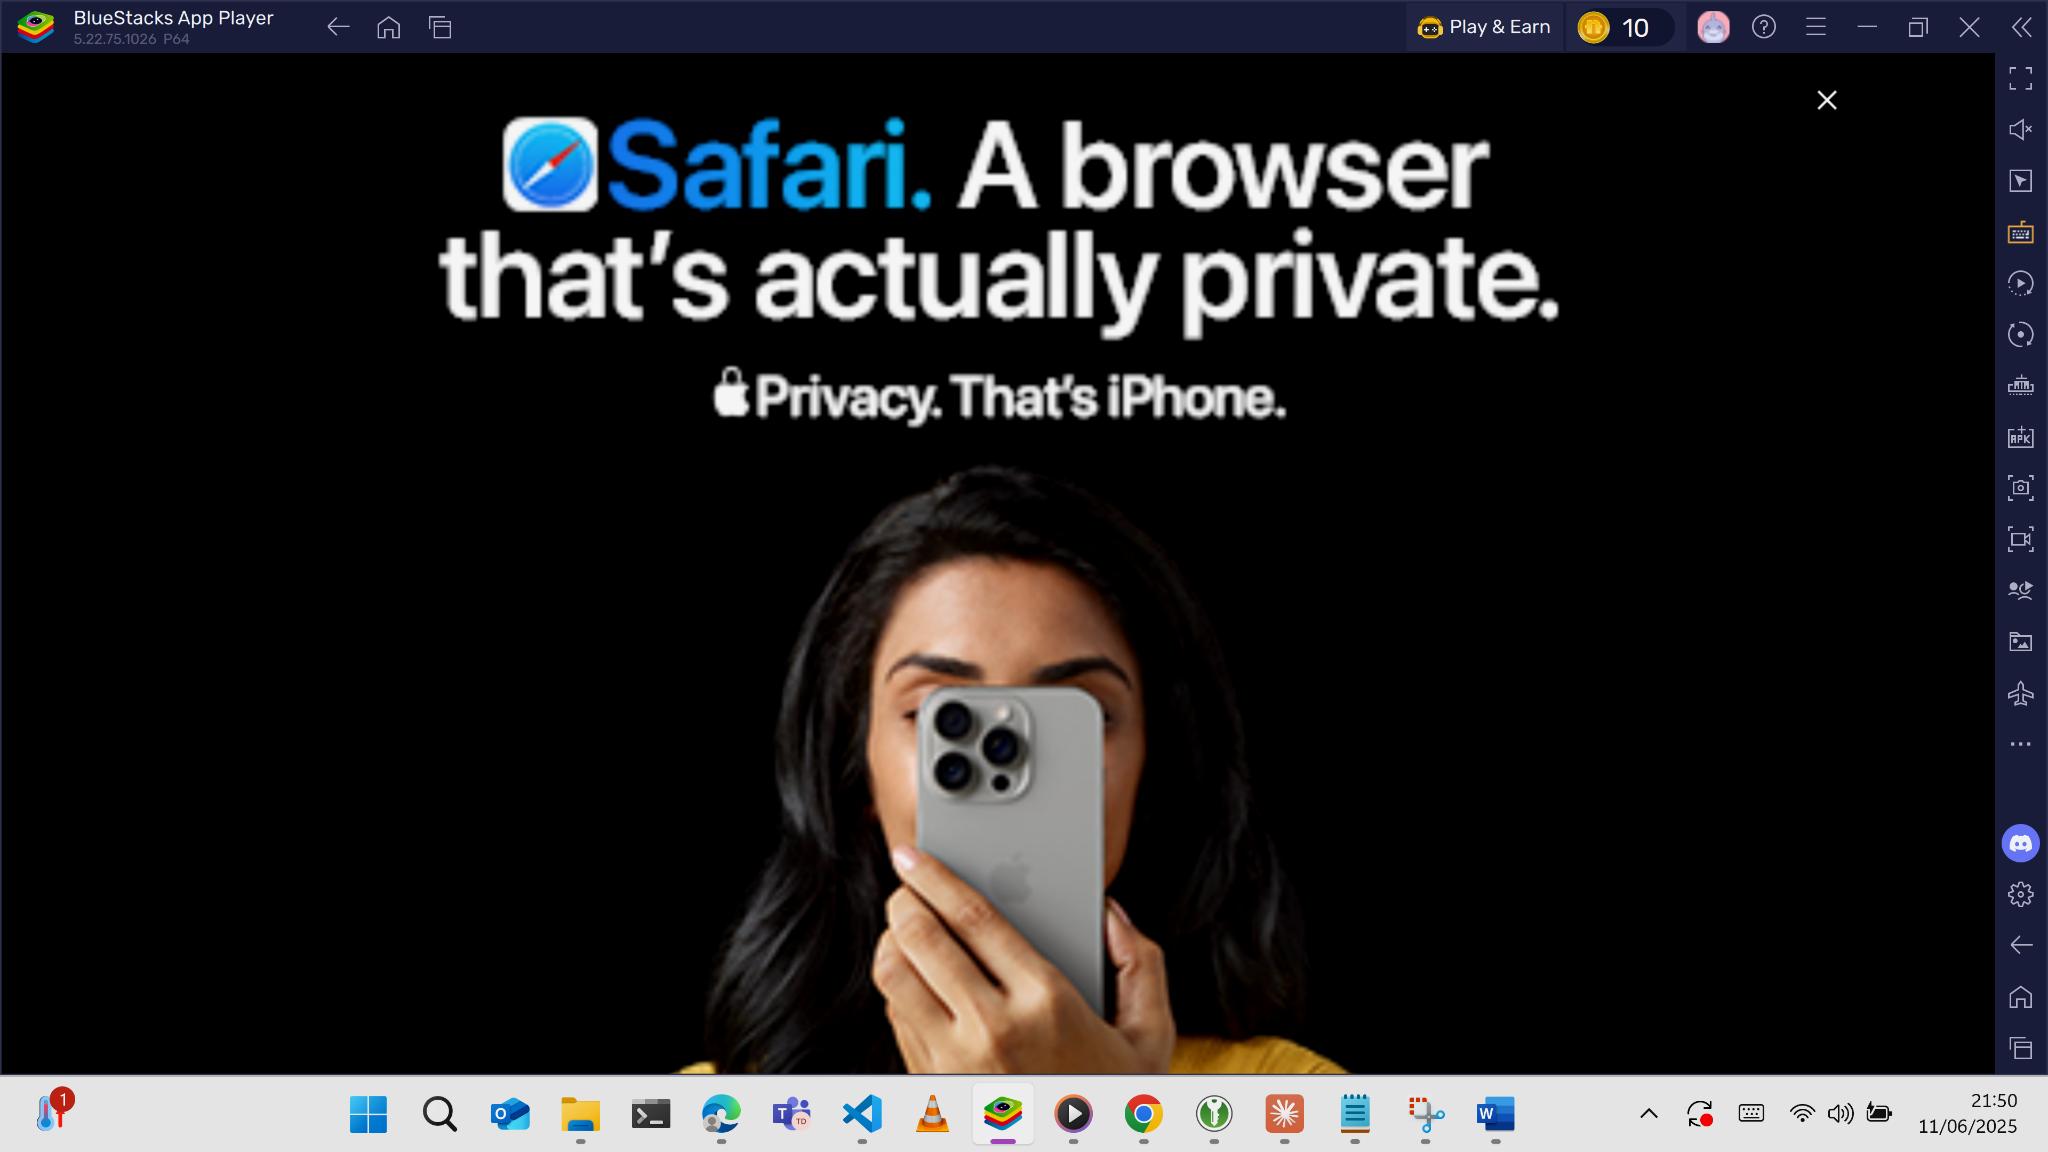 BlueStacks App Player
5.22.75.1026 P64
Play & Earn
10
Safari. A browser
that's actually private.
Privacy. That's iPhone.
APK
1
O
T
TD
W
21:50
11/06/2025